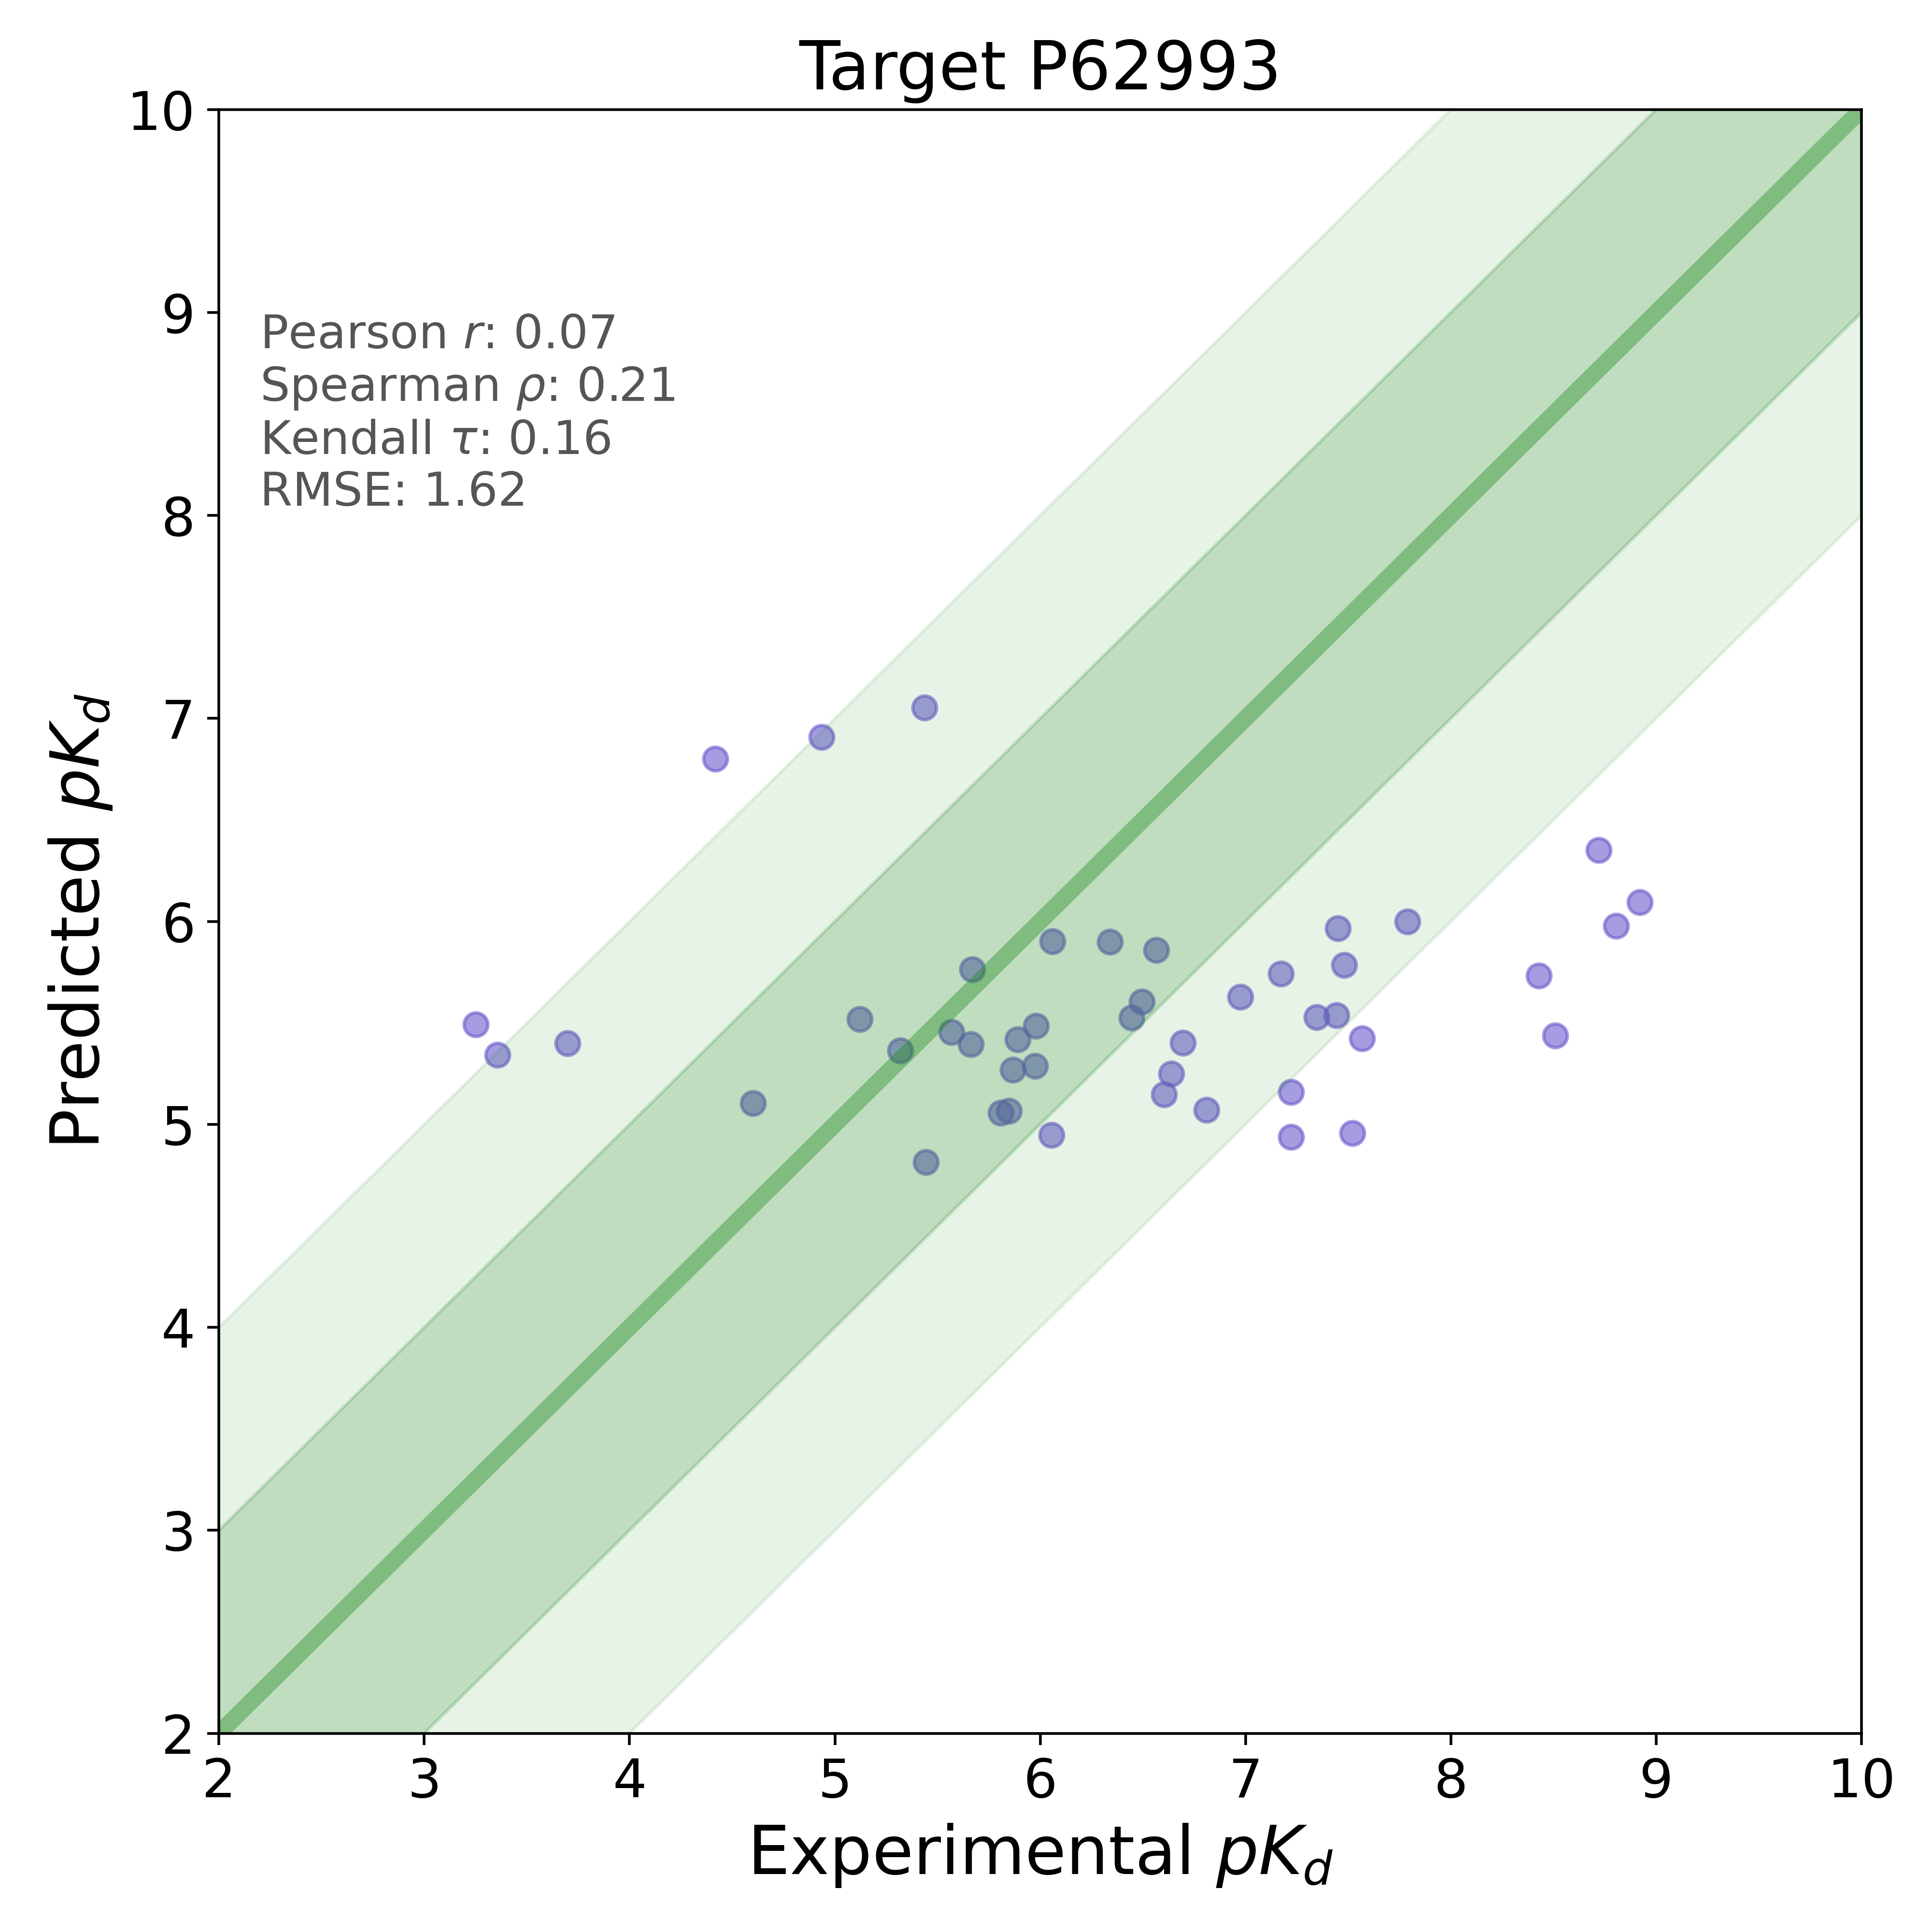 Target P62993
10
9
8
7
6
5
4
3
2
Pearson r: 0.07
Spearman ρ: 0.21
Kendall τ: 0.16
RMSE: 1.62
Predicted pKd
2 3 4 5 6 7 8 9 10
Experimental pKd